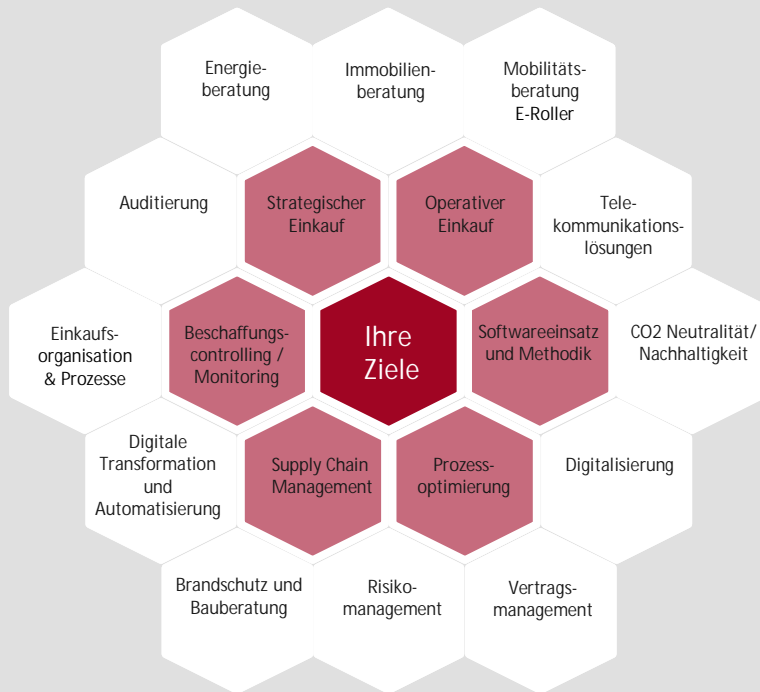 Energie-
beratung
Immobilien-
beratung
Mobilitäts-
beratung
E-Roller
Auditierung
Strategischer
Einkauf
Operativer
Einkauf
Tele-
kommunikations-
lösungen
Einkaufs-
organisation
& Prozesse
Beschaffungs-
controlling /
Monitoring
Ihre
Ziele
Softwareeinsatz
und Methodik
CO2 Neutralität/
Nachhaltigkeit
Digitale
Transformation
und
Automatisierung
Supply Chain
Management
Prozess-
optimierung
Digitalisierung
Brandschutz und
Bauberatung
Risiko-
management
Vertrags-
management